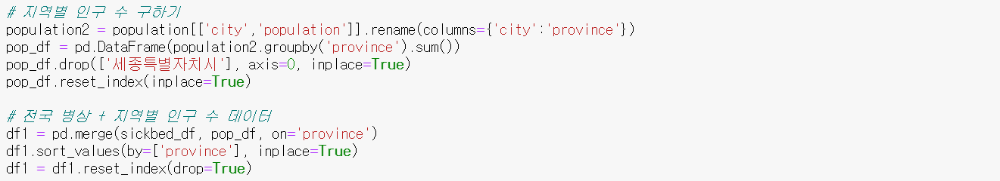 # 지역별 인구 수 구하기
population2 = population[['city','population']].rename(columns={'city':'province'})
pop_df = pd.DataFrame(population2.groupby('province').sum())
pop_df.drop(['세종특별자치시'], axis=0, inplace=True)
pop_df.reset_index(inplace=True)
# 전국 병상 + 지역별 인구 수 데이터
df1 = pd.merge(sickbed_df, pop_df, on='province')
df1.sort_values(by=['province'], inplace=True)
df1 = df1.reset_index(drop=True)